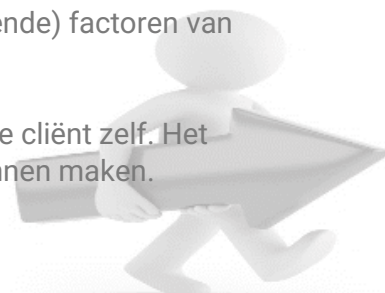 ende) factoren van
e cliënt zelf. Het
nnen maken.